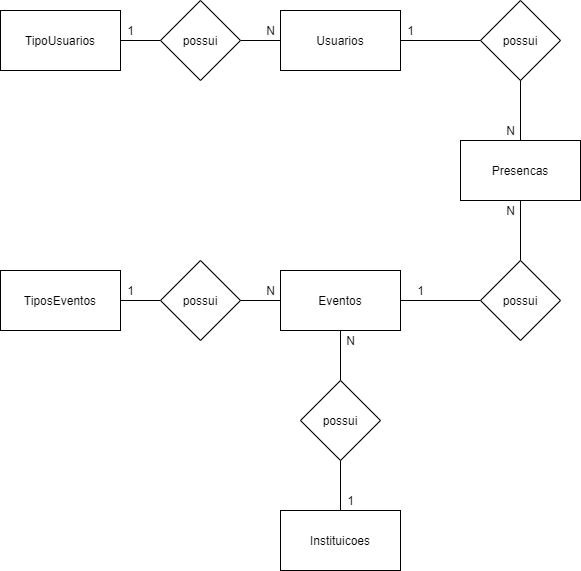 TipoUsuarios 1 possui N Usuarios 1 possui
N
Presencas
N
TiposEventos 1 possui N Eventos 1 possui
N
possui
1
Instituicoes